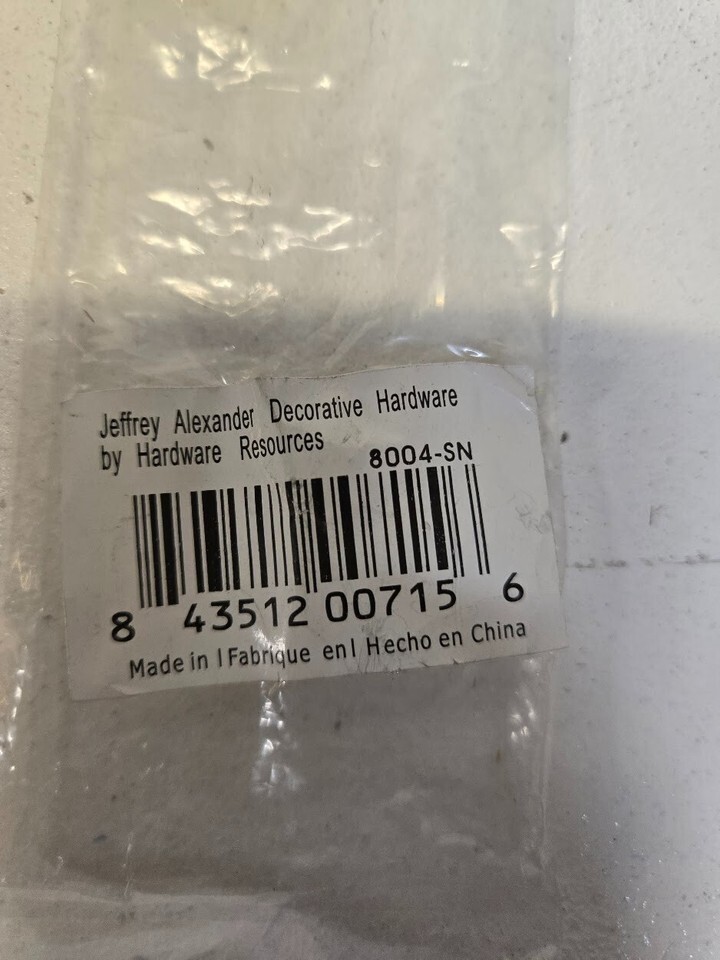 Jeffrey Alexander Decorative Hardware
by Hardware Resources
8004-SN
8 43512 00715 6
Made in I Fabrique en I Hecho en China